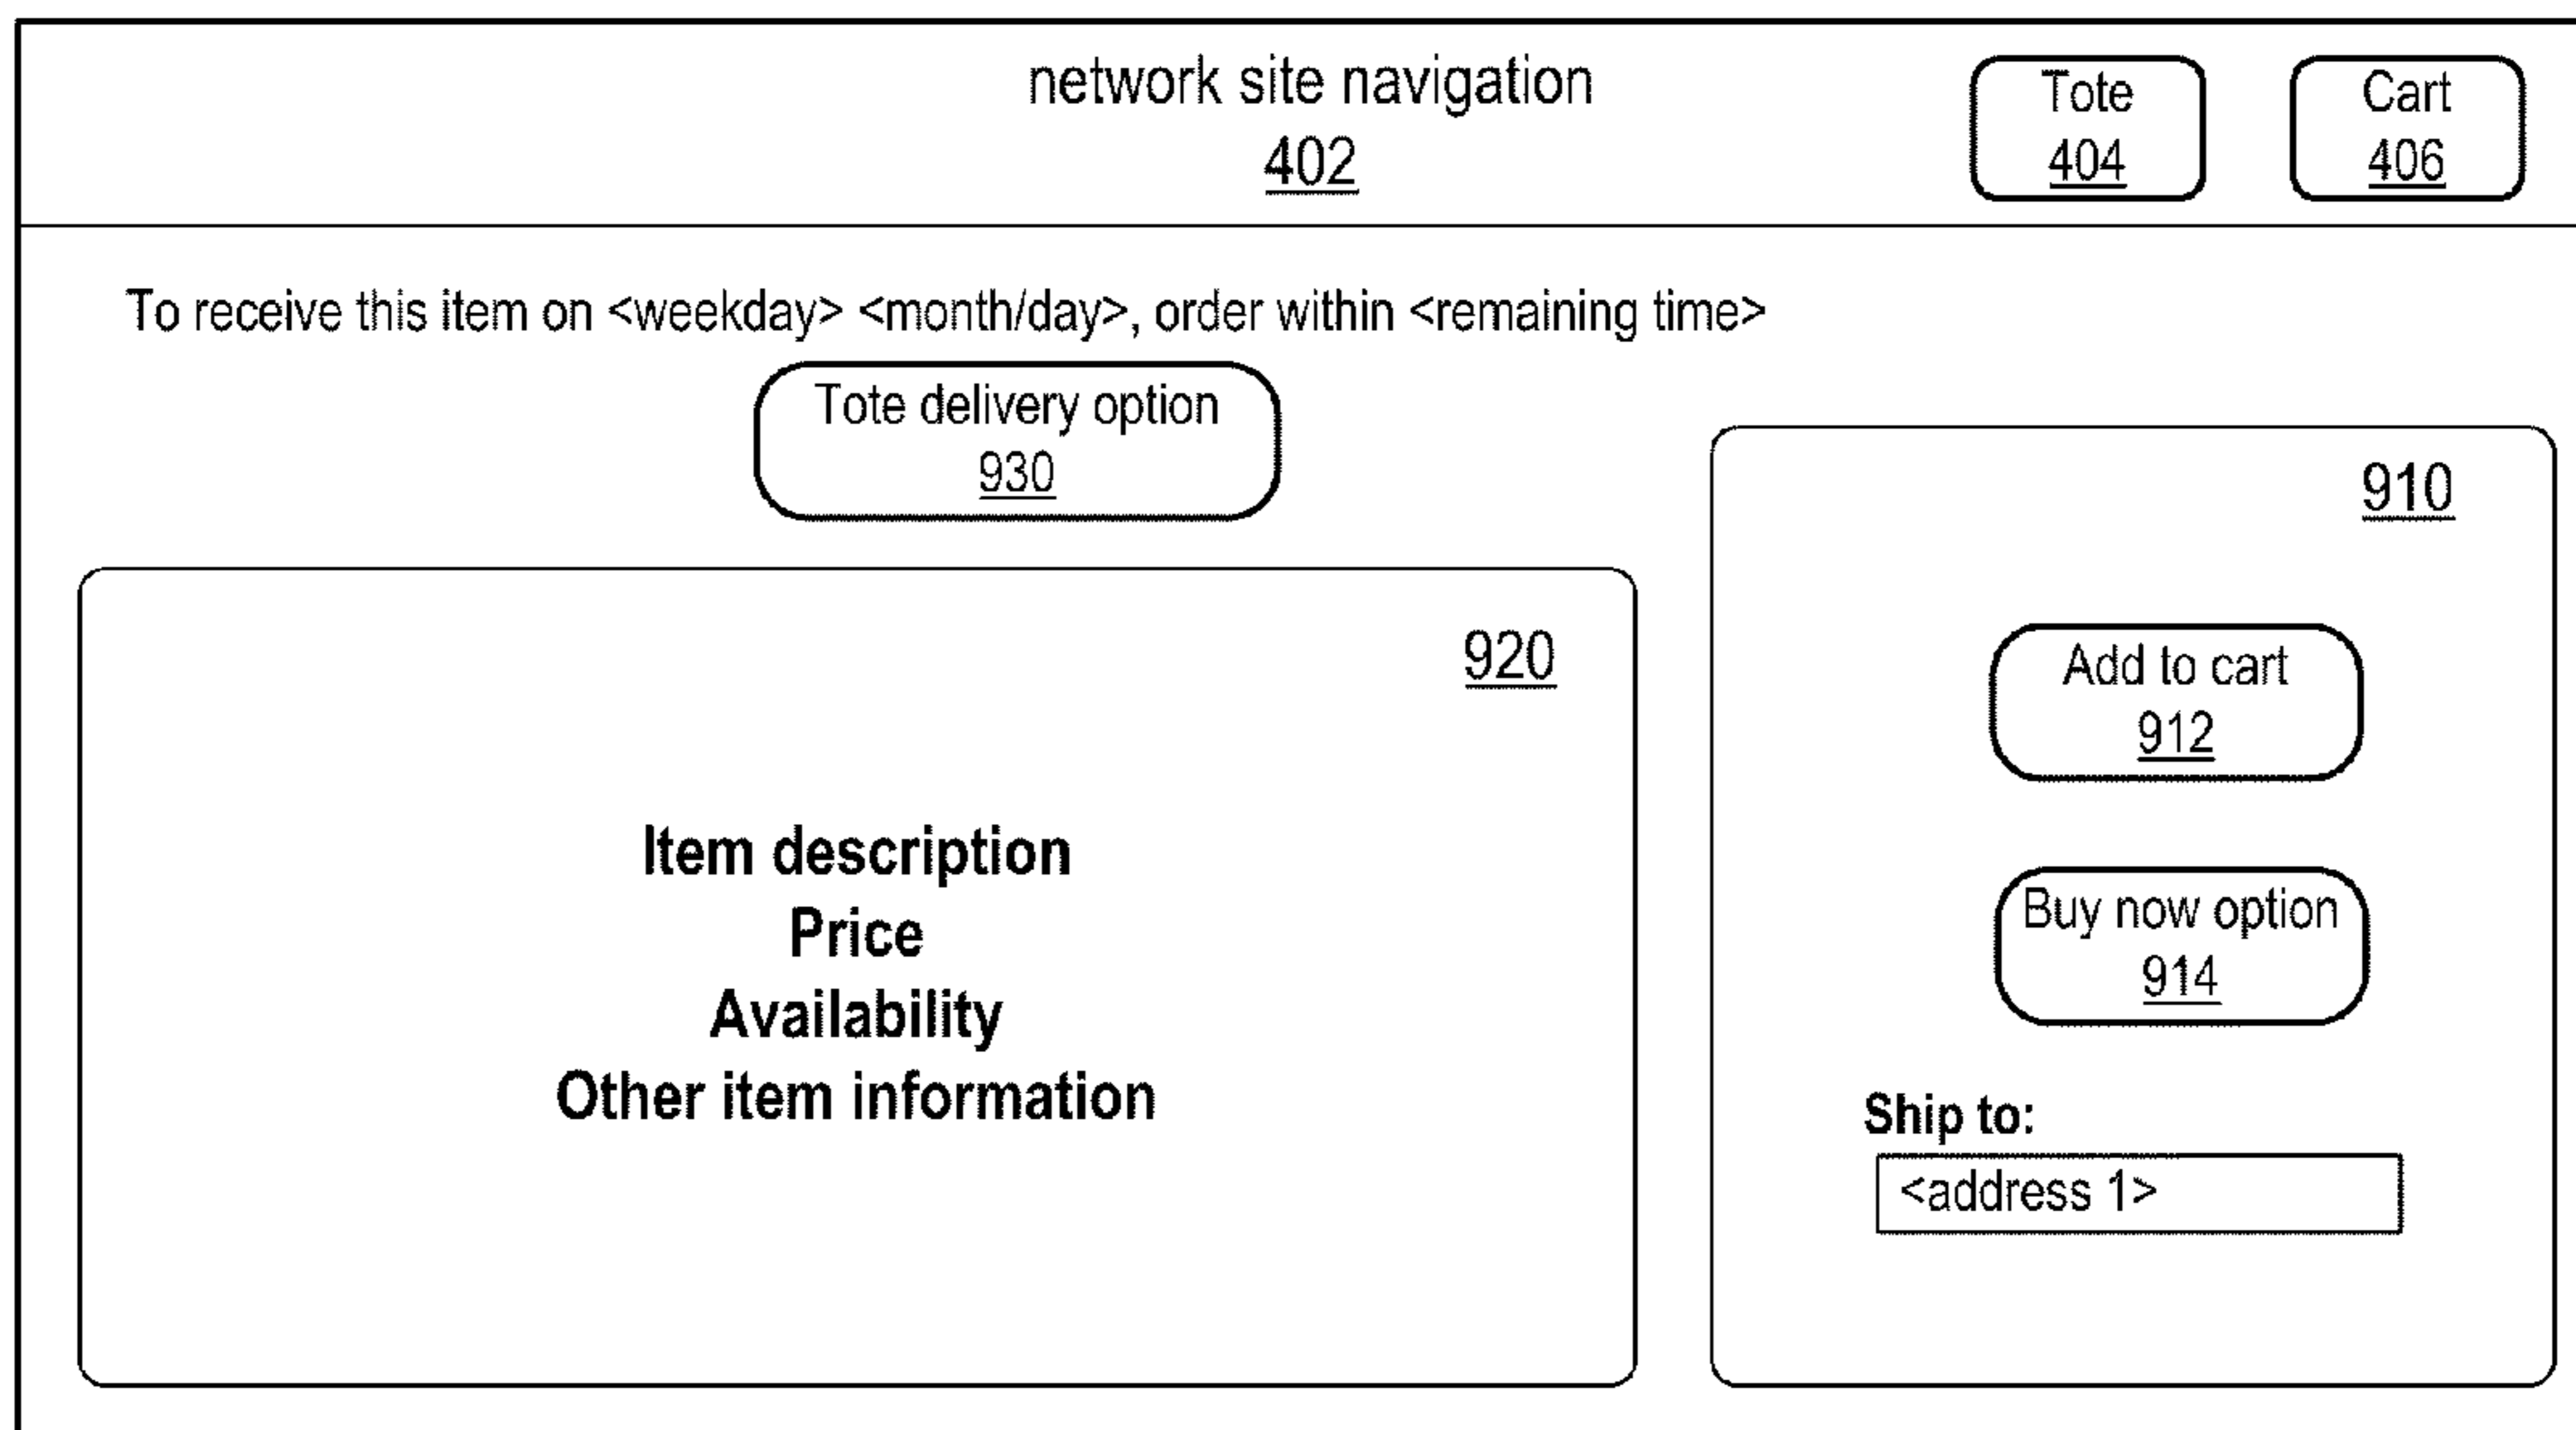 network site navigation
402
Tote
404
Cart
406
To receive this item on <weekday> <month/day>, order within <remaining time>
Tote delivery option
930
920
Item description
Price
Availability
Other item information
910
Add to cart
912
Buy now option
914
Ship to:
<address 1>